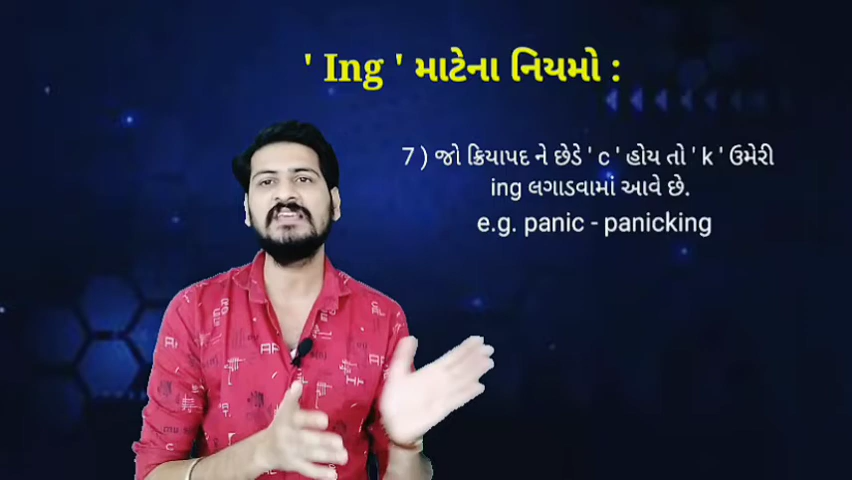 ' Ing ' માટેના નિયમો :
7 ) જો ક્રિયાપદ ને છેડે ' c ' હોય તો ' k ' ઉમેરી
ing લગાડવામાં આવે છે.
e.g. panic - panicking